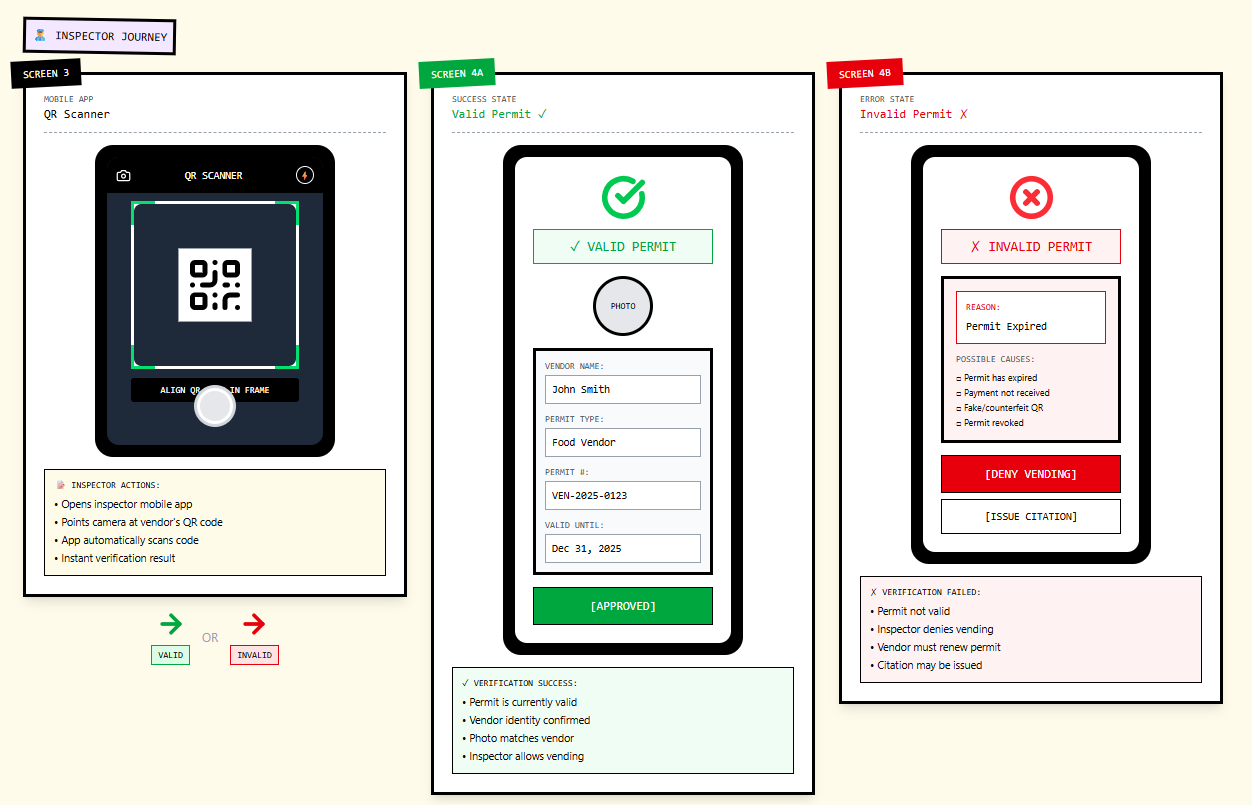 INSPECTOR JOURNEY
SCREEN 3
MOBILE APP
QR Scanner
QR SCANNER
ALIGN QR IN FRAME
INSPECTOR ACTIONS:
• Opens inspector mobile app
• Points camera at vendor's QR code
• App automatically scans code
• Instant verification result
VALID
OR
INVALID
SCREEN 4A
SUCCESS STATE
Valid Permit ✓
✓ VALID PERMIT
PHOTO
VENDOR NAME:
John Smith
PERMIT TYPE:
Food Vendor
PERMIT #:
VEN-2025-0123
VALID UNTIL:
Dec 31, 2025
[APPROVED]
✓ VERIFICATION SUCCESS:
• Permit is currently valid
• Vendor identity confirmed
• Photo matches vendor
• Inspector allows vending
SCREEN 4B
ERROR STATE
Invalid Permit ✗
✗ INVALID PERMIT
REASON:
Permit Expired
POSSIBLE CAUSES:
□ Permit has expired
□ Payment not received
□ Fake/counterfeit QR
□ Permit revoked
[DENY VENDING]
[ISSUE CITATION]
✗ VERIFICATION FAILED:
• Permit not valid
• Inspector denies vending
• Vendor must renew permit
• Citation may be issued